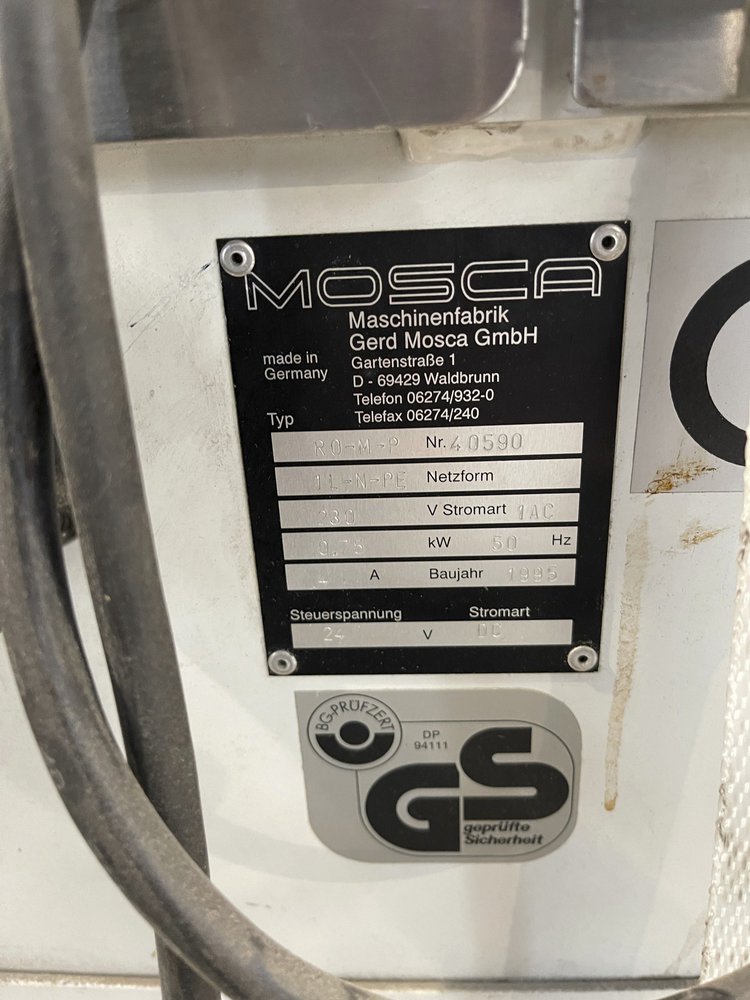 MOSCA
Maschinenfabrik
Gerd Mosca GmbH
made in
Germany
Gartenstraße 1
D - 69429 Waldbrunn
Telefon 06274/932-0
Telefax 06274/240
Typ
RO-M-P Nr. 40590
1L-N-PE Netzform
230 V Stromart 1AC
0,75 kW 50 Hz
A Baujahr 1995
Steuerspannung Stromart
24 V DC
BG-PRÜFZERT
DP
94111
GS
geprüfte
Sicherheit